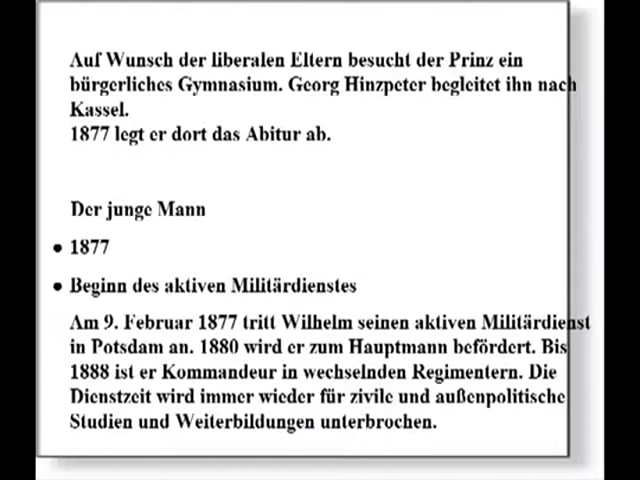 Auf Wunsch der liberalen Eltern besucht der Prinz ein
bürgerliches Gymnasium. Georg Hinzpeter begleitet ihn nach
Kassel.
1877 legt er dort das Abitur ab.
Der junge Mann
• 1877
• Beginn des aktiven Militärdienstes
Am 9. Februar 1877 tritt Wilhelm seinen aktiven Militärdienst
in Potsdam an. 1880 wird er zum Hauptmann befördert. Bis
1888 ist er Kommandeur in wechselnden Regimentern. Die
Dienstzeit wird immer wieder für zivile und außenpolitische
Studien und Weiterbildungen unterbrochen.